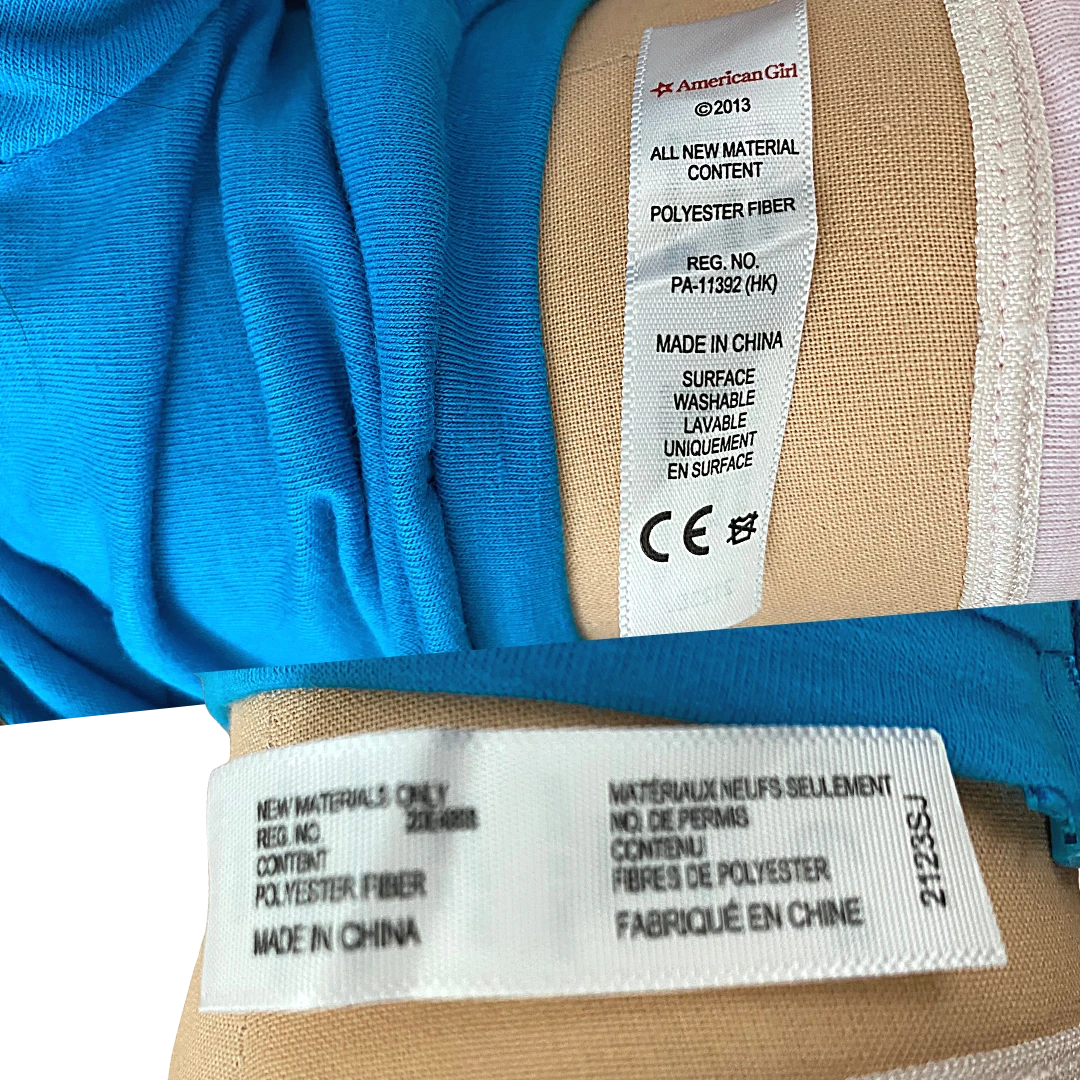 American Girl
©2013
ALL NEW MATERIAL
CONTENT
POLYESTER FIBER
REG. NO.
PA-11392 (HK)
MADE IN CHINA
SURFACE
WASHABLE
LAVABLE
UNIQUEMENT
EN SURFACE
CE
NEW MATERIALS ONLY
REG. NO.
CONTENT
POLYESTER FIBER
MADE IN CHINA
MATÉRIAUX NEUFS SEULEMENT
NO. DE PERMIS
CONTENU
FIBRES DE POLYESTER
FABRIQUÉ EN CHINE
2123SJ